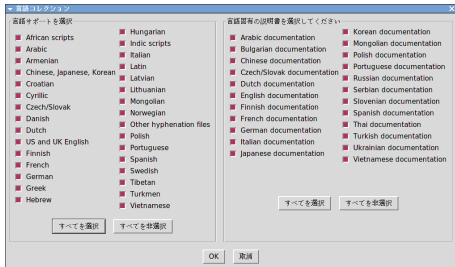 言語コレクション
言語サポートを選択
African scripts
Arabic
Armenian
Chinese, Japanese, Korean
Croatian
Cyrillic
Czech/Slovak
Danish
Dutch
US and UK English
Finnish
French
German
Greek
Hebrew
Hungarian
Indic scripts
Italian
Latin
Latvian
Lithuanian
Mongolian
Norwegian
Other hyphenation files
Polish
Portuguese
Spanish
Swedish
Tibetan
Turkmen
Vietnamese
すべてを選択
すべてを非選択
言語固有の説明書を選択してください
Arabic documentation
Bulgarian documentation
Chinese documentation
Czech/Slovak documentation
Dutch documentation
English documentation
Finnish documentation
French documentation
German documentation
Italian documentation
Japanese documentation
Korean documentation
Mongolian documentation
Polish documentation
Portuguese documentation
Russian documentation
Serbian documentation
Slovenian documentation
Spanish documentation
Thai documentation
Turkish documentation
Ukrainian documentation
Vietnamese documentation
すべてを選択
すべてを非選択
OK
取消